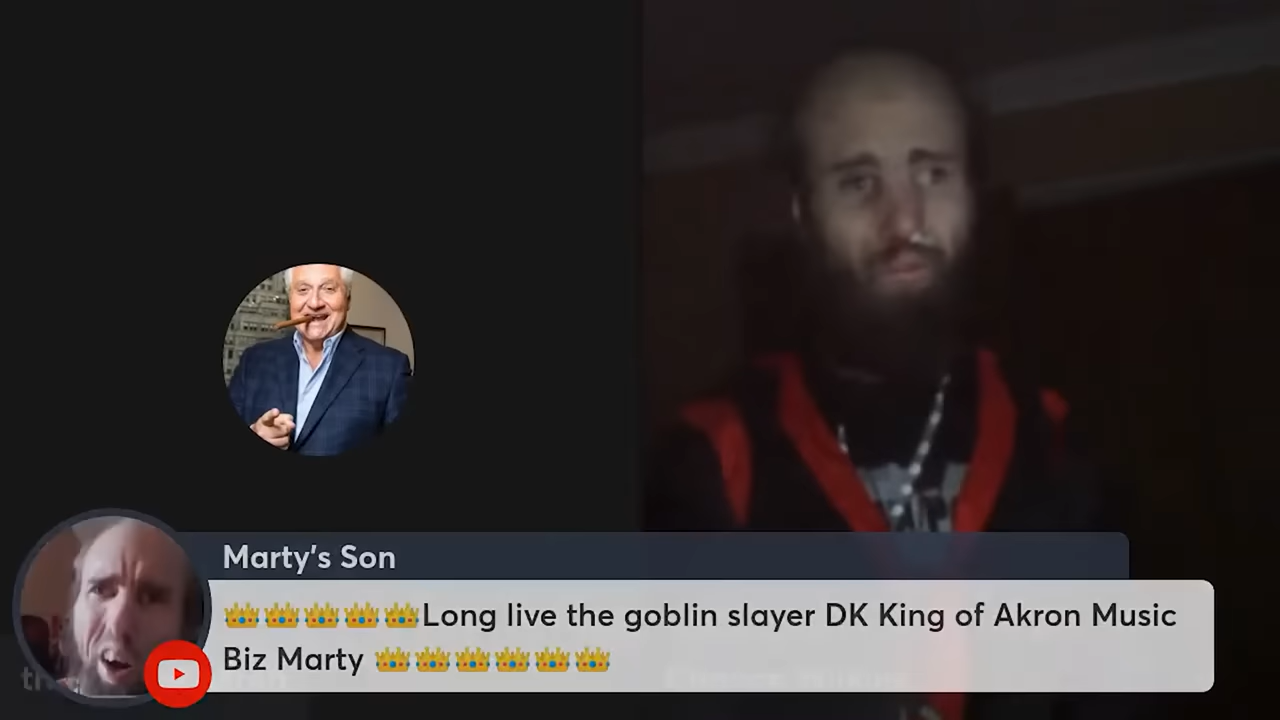 Marty's Son
👑👑👑👑👑Long live the goblin slayer DK King of Akron Music
Biz Marty 👑👑👑👑👑👑